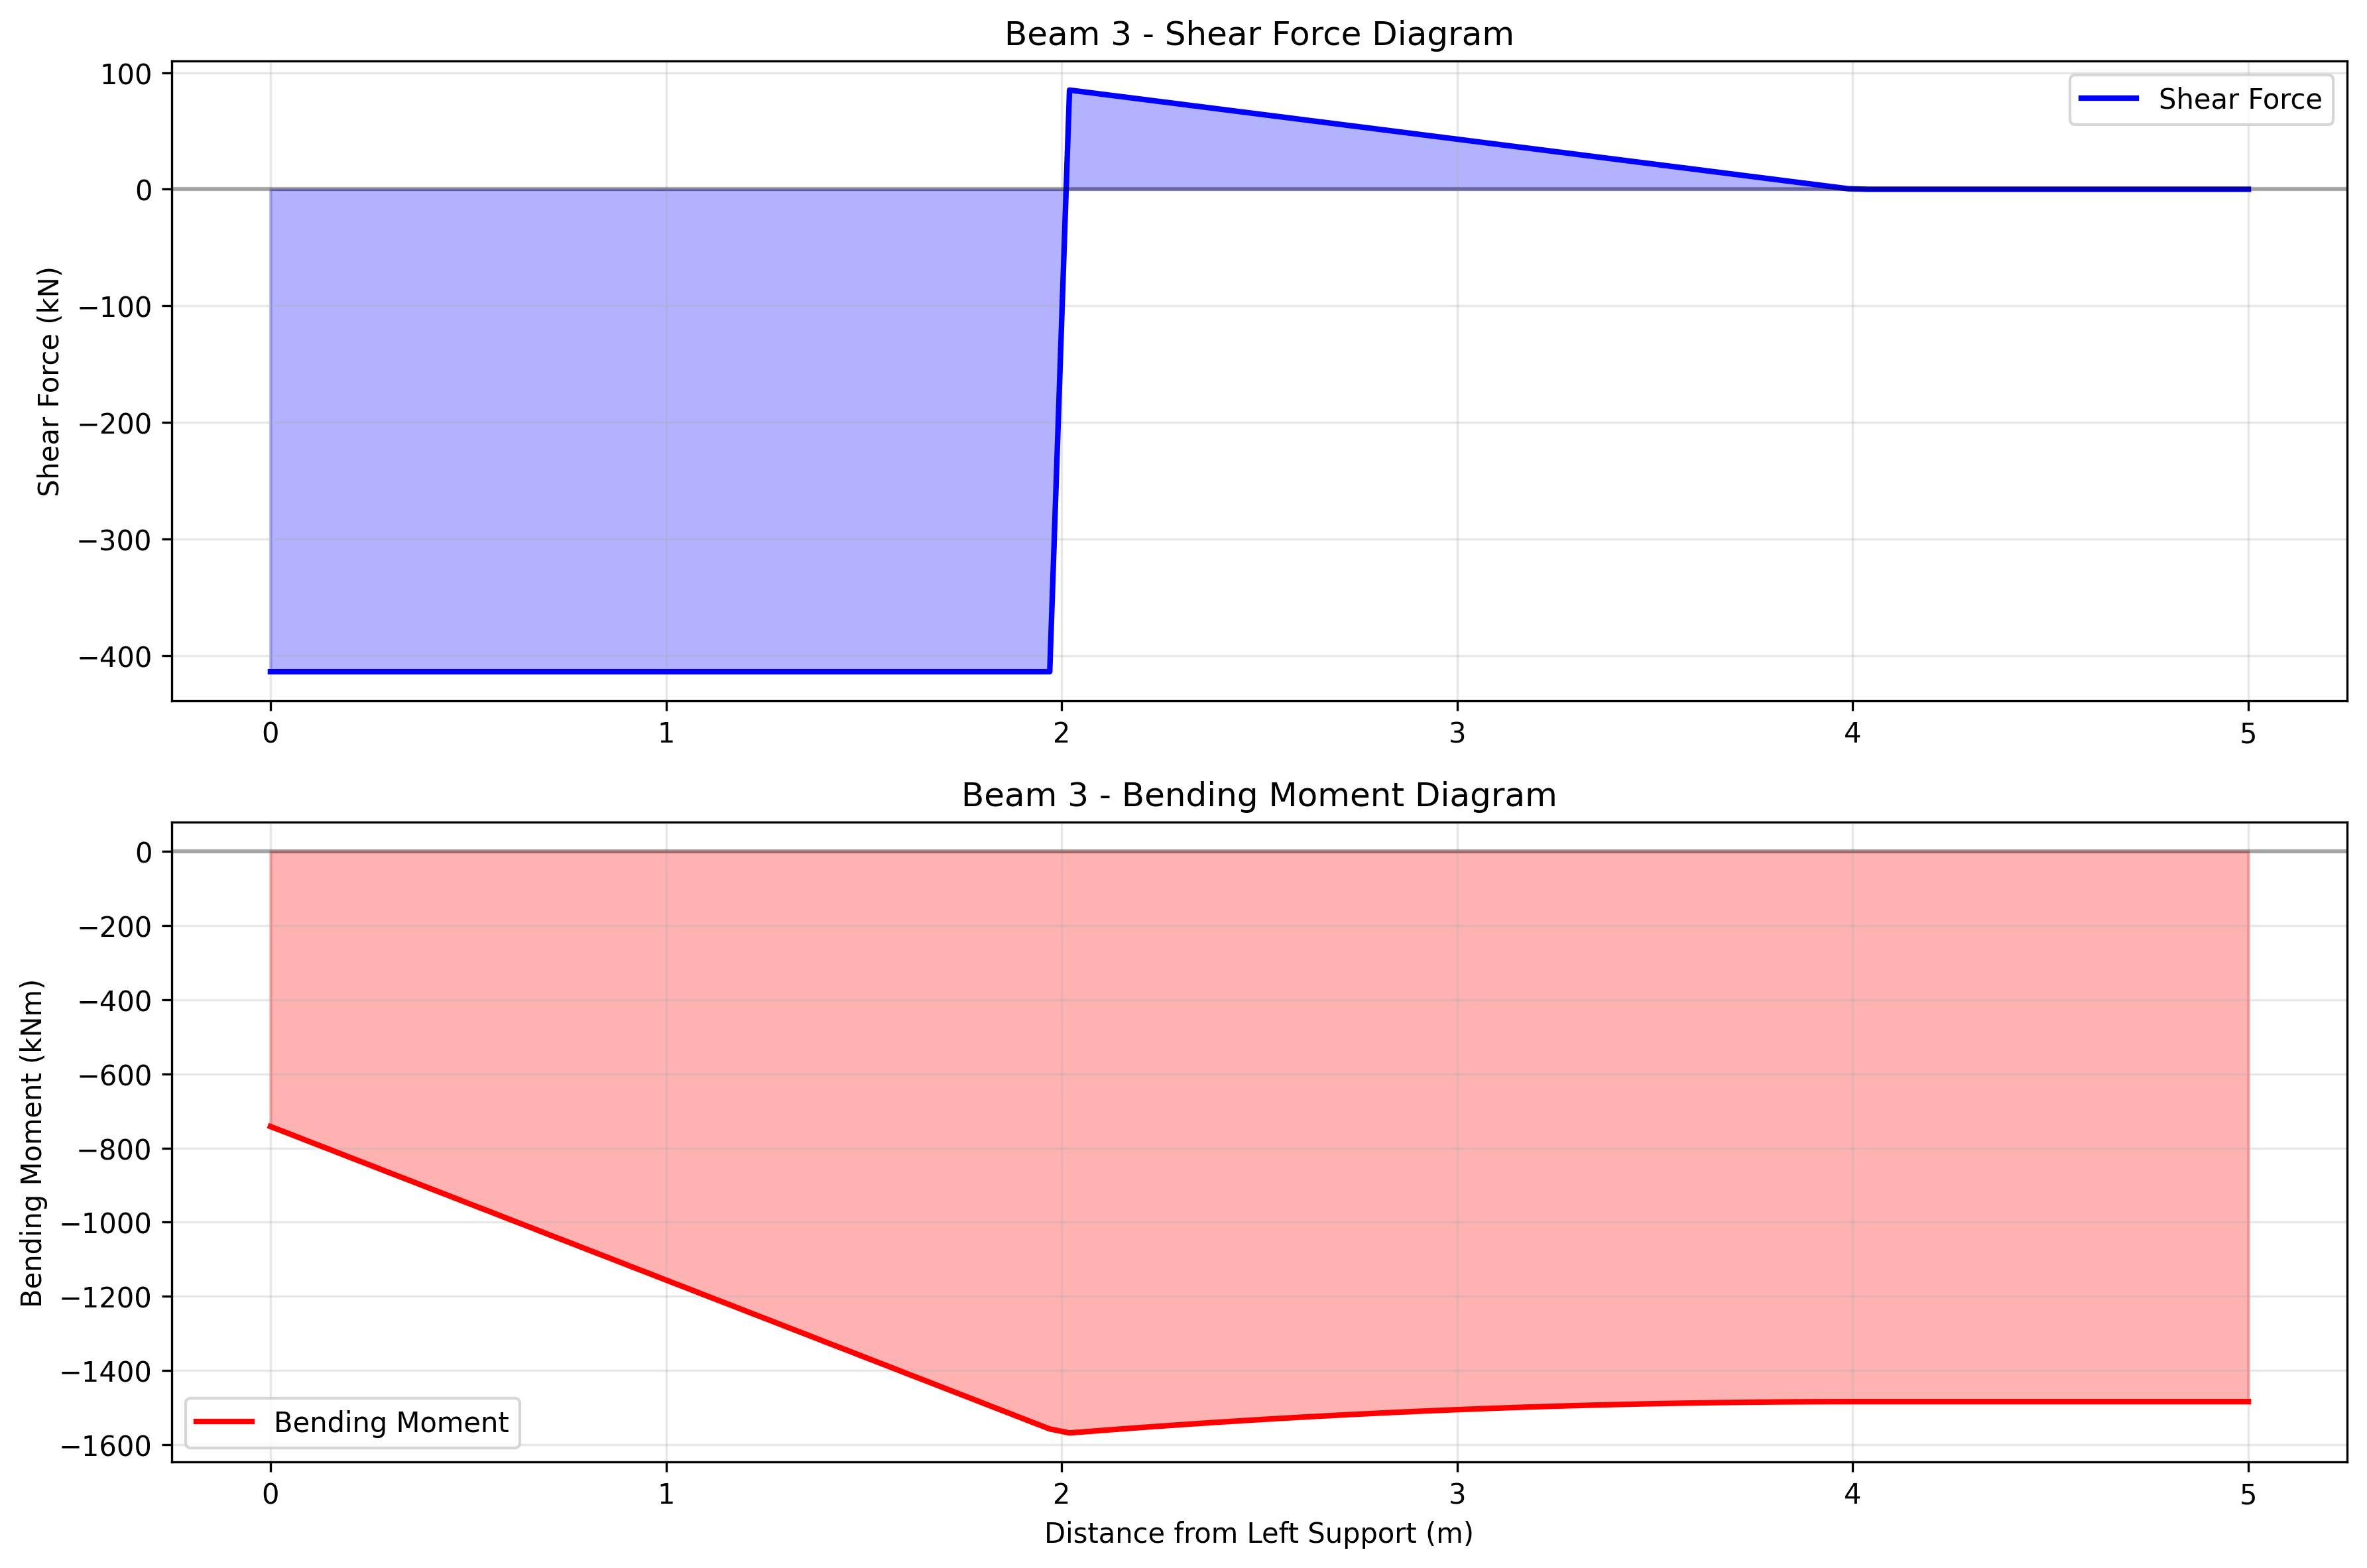 Beam 3 - Shear Force Diagram
100
0
−100
−200
−300
−400
Shear Force (kN)
Shear Force
0 1 2 3 4 5
Beam 3 - Bending Moment Diagram
0
−200
−400
−600
−800
−1000
−1200
−1400
−1600
Bending Moment (kNm)
Bending Moment
0 1 2 3 4 5
Distance from Left Support (m)